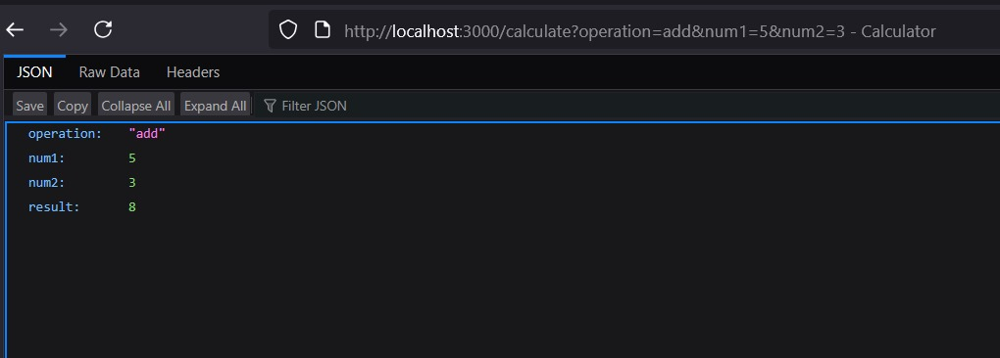 http://localhost:3000/calculate?operation=add&num1=5&num2=3 - Calculator
JSON Raw Data Headers
Save Copy Collapse All Expand All Filter JSON
operation: "add"
num1: 5
num2: 3
result: 8